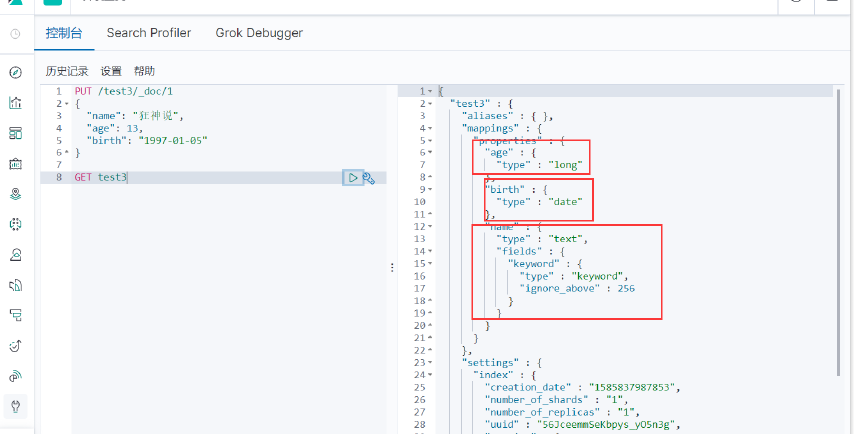 控制台 Search Profiler Grok Debugger
历史记录 设置 帮助
1 PUT /test3/_doc/1
2 {
3 "name": "狂神说",
4 "age": 13,
5 "birth": "1997-01-05"
6 }
7
8 GET test3
1 {
2 "test3" : {
3 "aliases" : { },
4 "mappings" : {
5 "properties" : {
6 "age" : {
7 "type" : "long"
8 },
9 "birth" : {
10 "type" : "date"
11 },
12 "name" : {
13 "type" : "text",
14 "fields" : {
15 "keyword" : {
16 "type" : "keyword",
17 "ignore_above" : 256
18 }
19 }
20 }
21 }
22 },
23 "settings" : {
24 "index" : {
25 "creation_date" : "1585837987853",
26 "number_of_shards" : "1",
27 "number_of_replicas" : "1",
28 "uuid" : "56JceemmSeKbpys_yO5n3g",